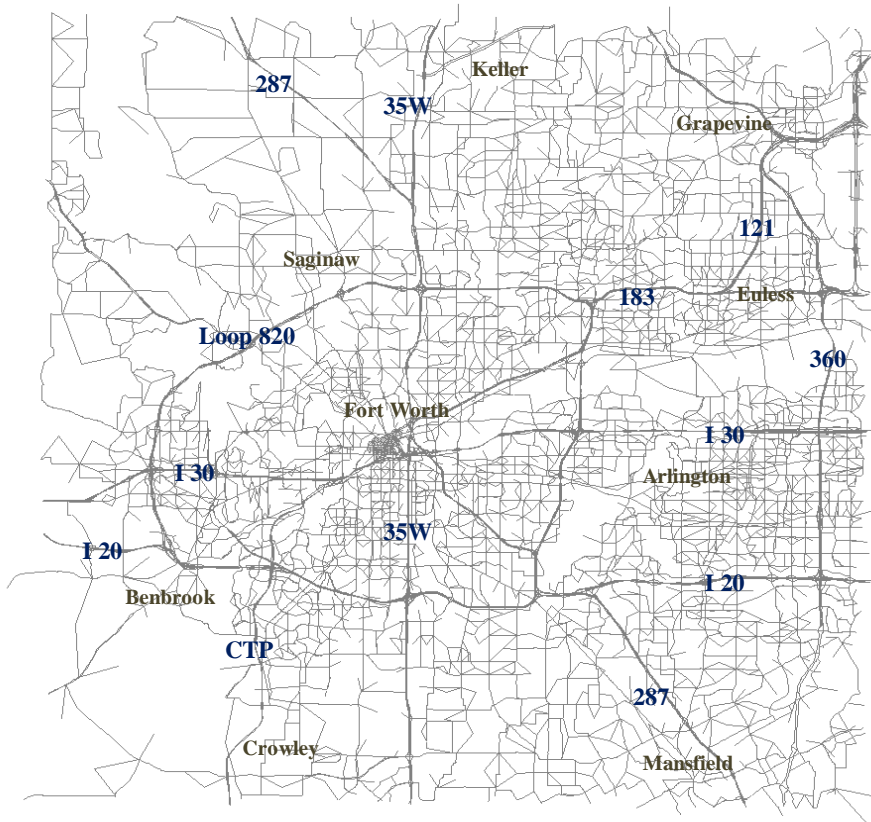 Keller
287
35W
Grapevine
121
Saginaw
183
Euless
Loop 820
360
Fort Worth
I 30
I 30
Arlington
35W
I 20
I 20
Benbrook
CTP
287
Crowley
Mansfield